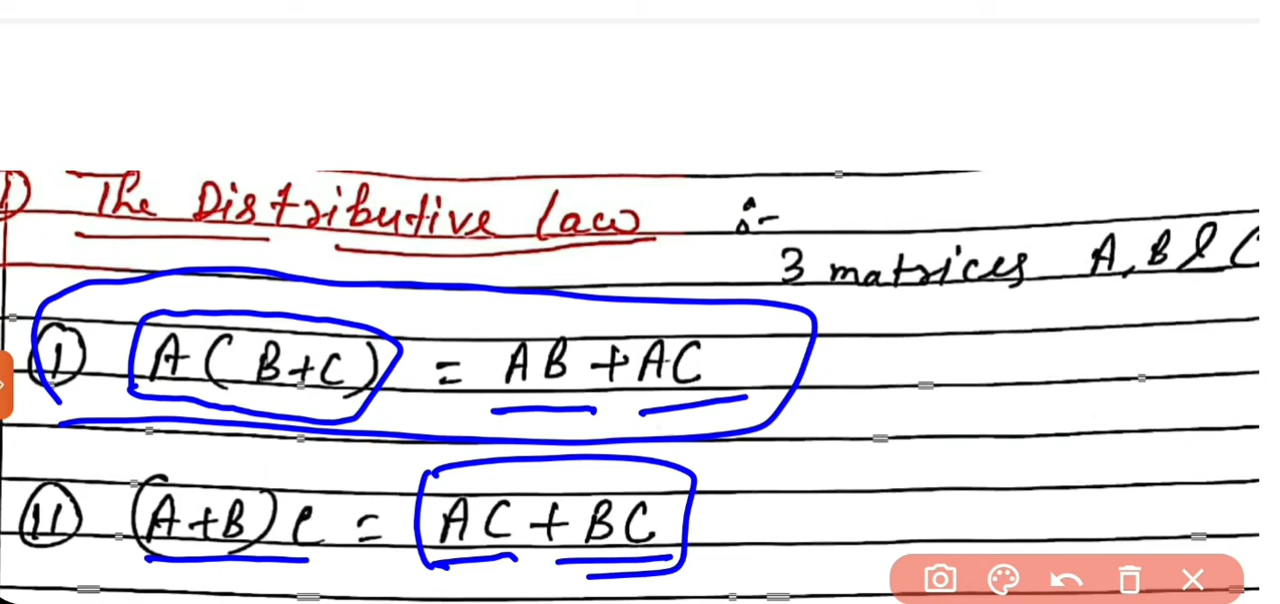 The Distributive law :-
3 matrices A, B & C
(I) A(B+C) = AB + AC
(II) (A+B)C = AC + BC